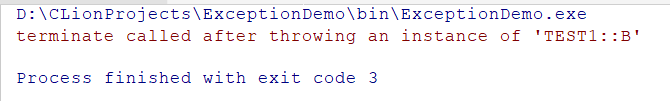 D:\CLionProjects\ExceptionDemo\bin\ExceptionDemo.exe
terminate called after throwing an instance of 'TEST1::B'
Process finished with exit code 3